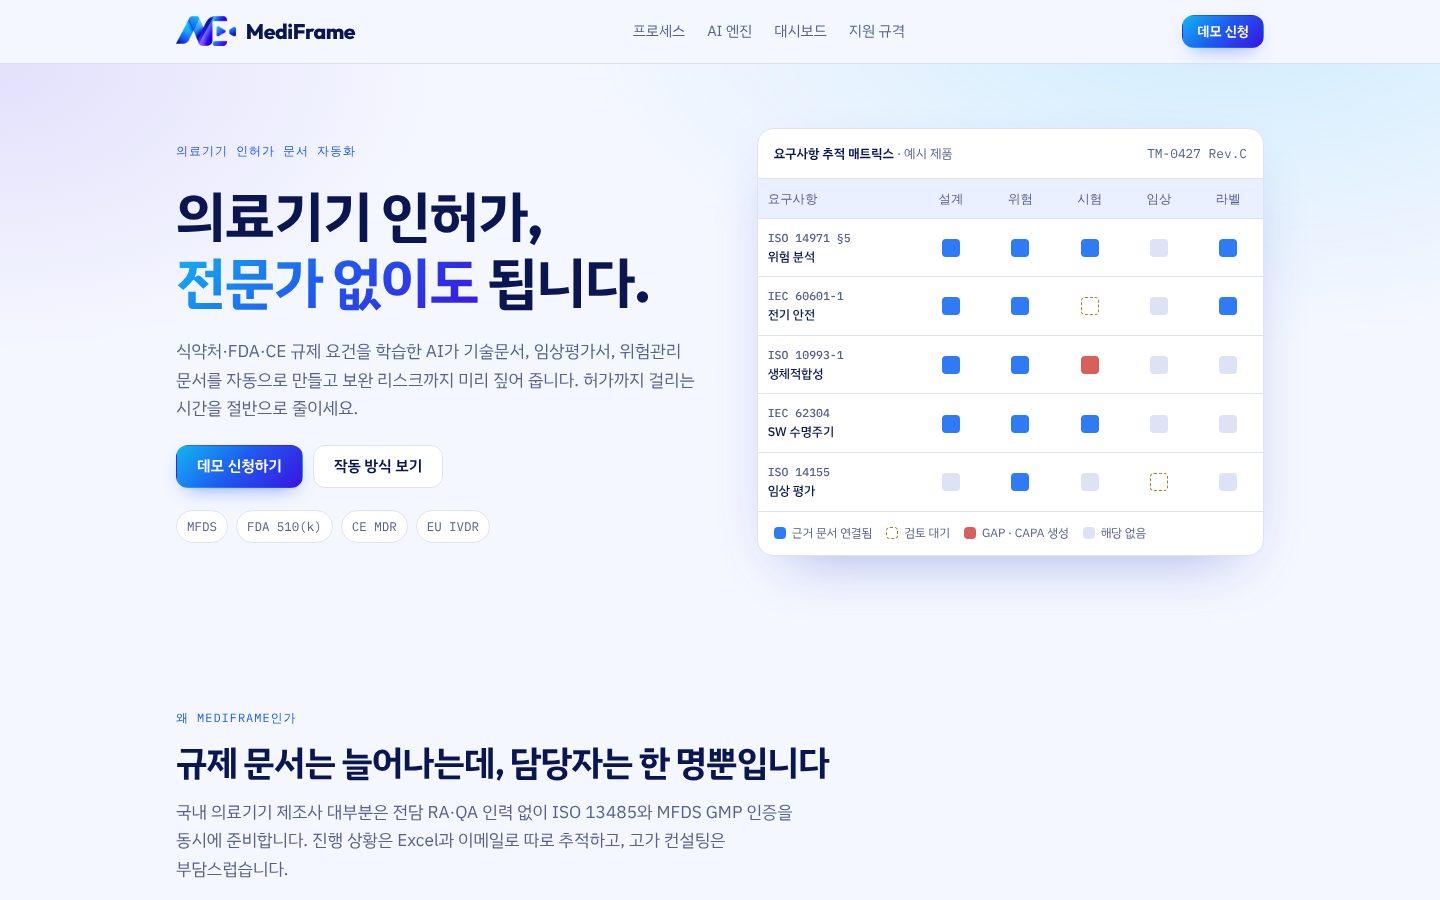 MediFrame
프로세스 AI 엔진 대시보드 지원 규격
데모 신청
의료기기 인허가 문서 자동화
의료기기 인허가,
전문가 없이도 됩니다.
식약처·FDA·CE 규제 요건을 학습한 AI가 기술문서, 임상평가서, 위험관리
문서를 자동으로 만들고 보완 리스크까지 미리 짚어 줍니다. 허가까지 걸리는
시간을 절반으로 줄이세요.
데모 신청하기 작동 방식 보기
MFDS FDA 510(k) CE MDR EU IVDR
요구사항 추적 매트릭스 · 예시 제품 TM-0427 Rev.C
요구사항 설계 위험 시험 임상 라벨
ISO 14971 §5
위험 분석
IEC 60601-1
전기 안전
ISO 10993-1
생체적합성
IEC 62304
SW 수명주기
ISO 14155
임상 평가
근거 문서 연결됨 검토 대기 GAP · CAPA 생성 해당 없음
왜 MEDIFRAME인가
규제 문서는 늘어나는데, 담당자는 한 명뿐입니다
국내 의료기기 제조사 대부분은 전담 RA·QA 인력 없이 ISO 13485와 MFDS GMP 인증을
동시에 준비합니다. 진행 상황은 Excel과 이메일로 따로 추적하고, 고가 컨설팅은
부담스럽습니다.